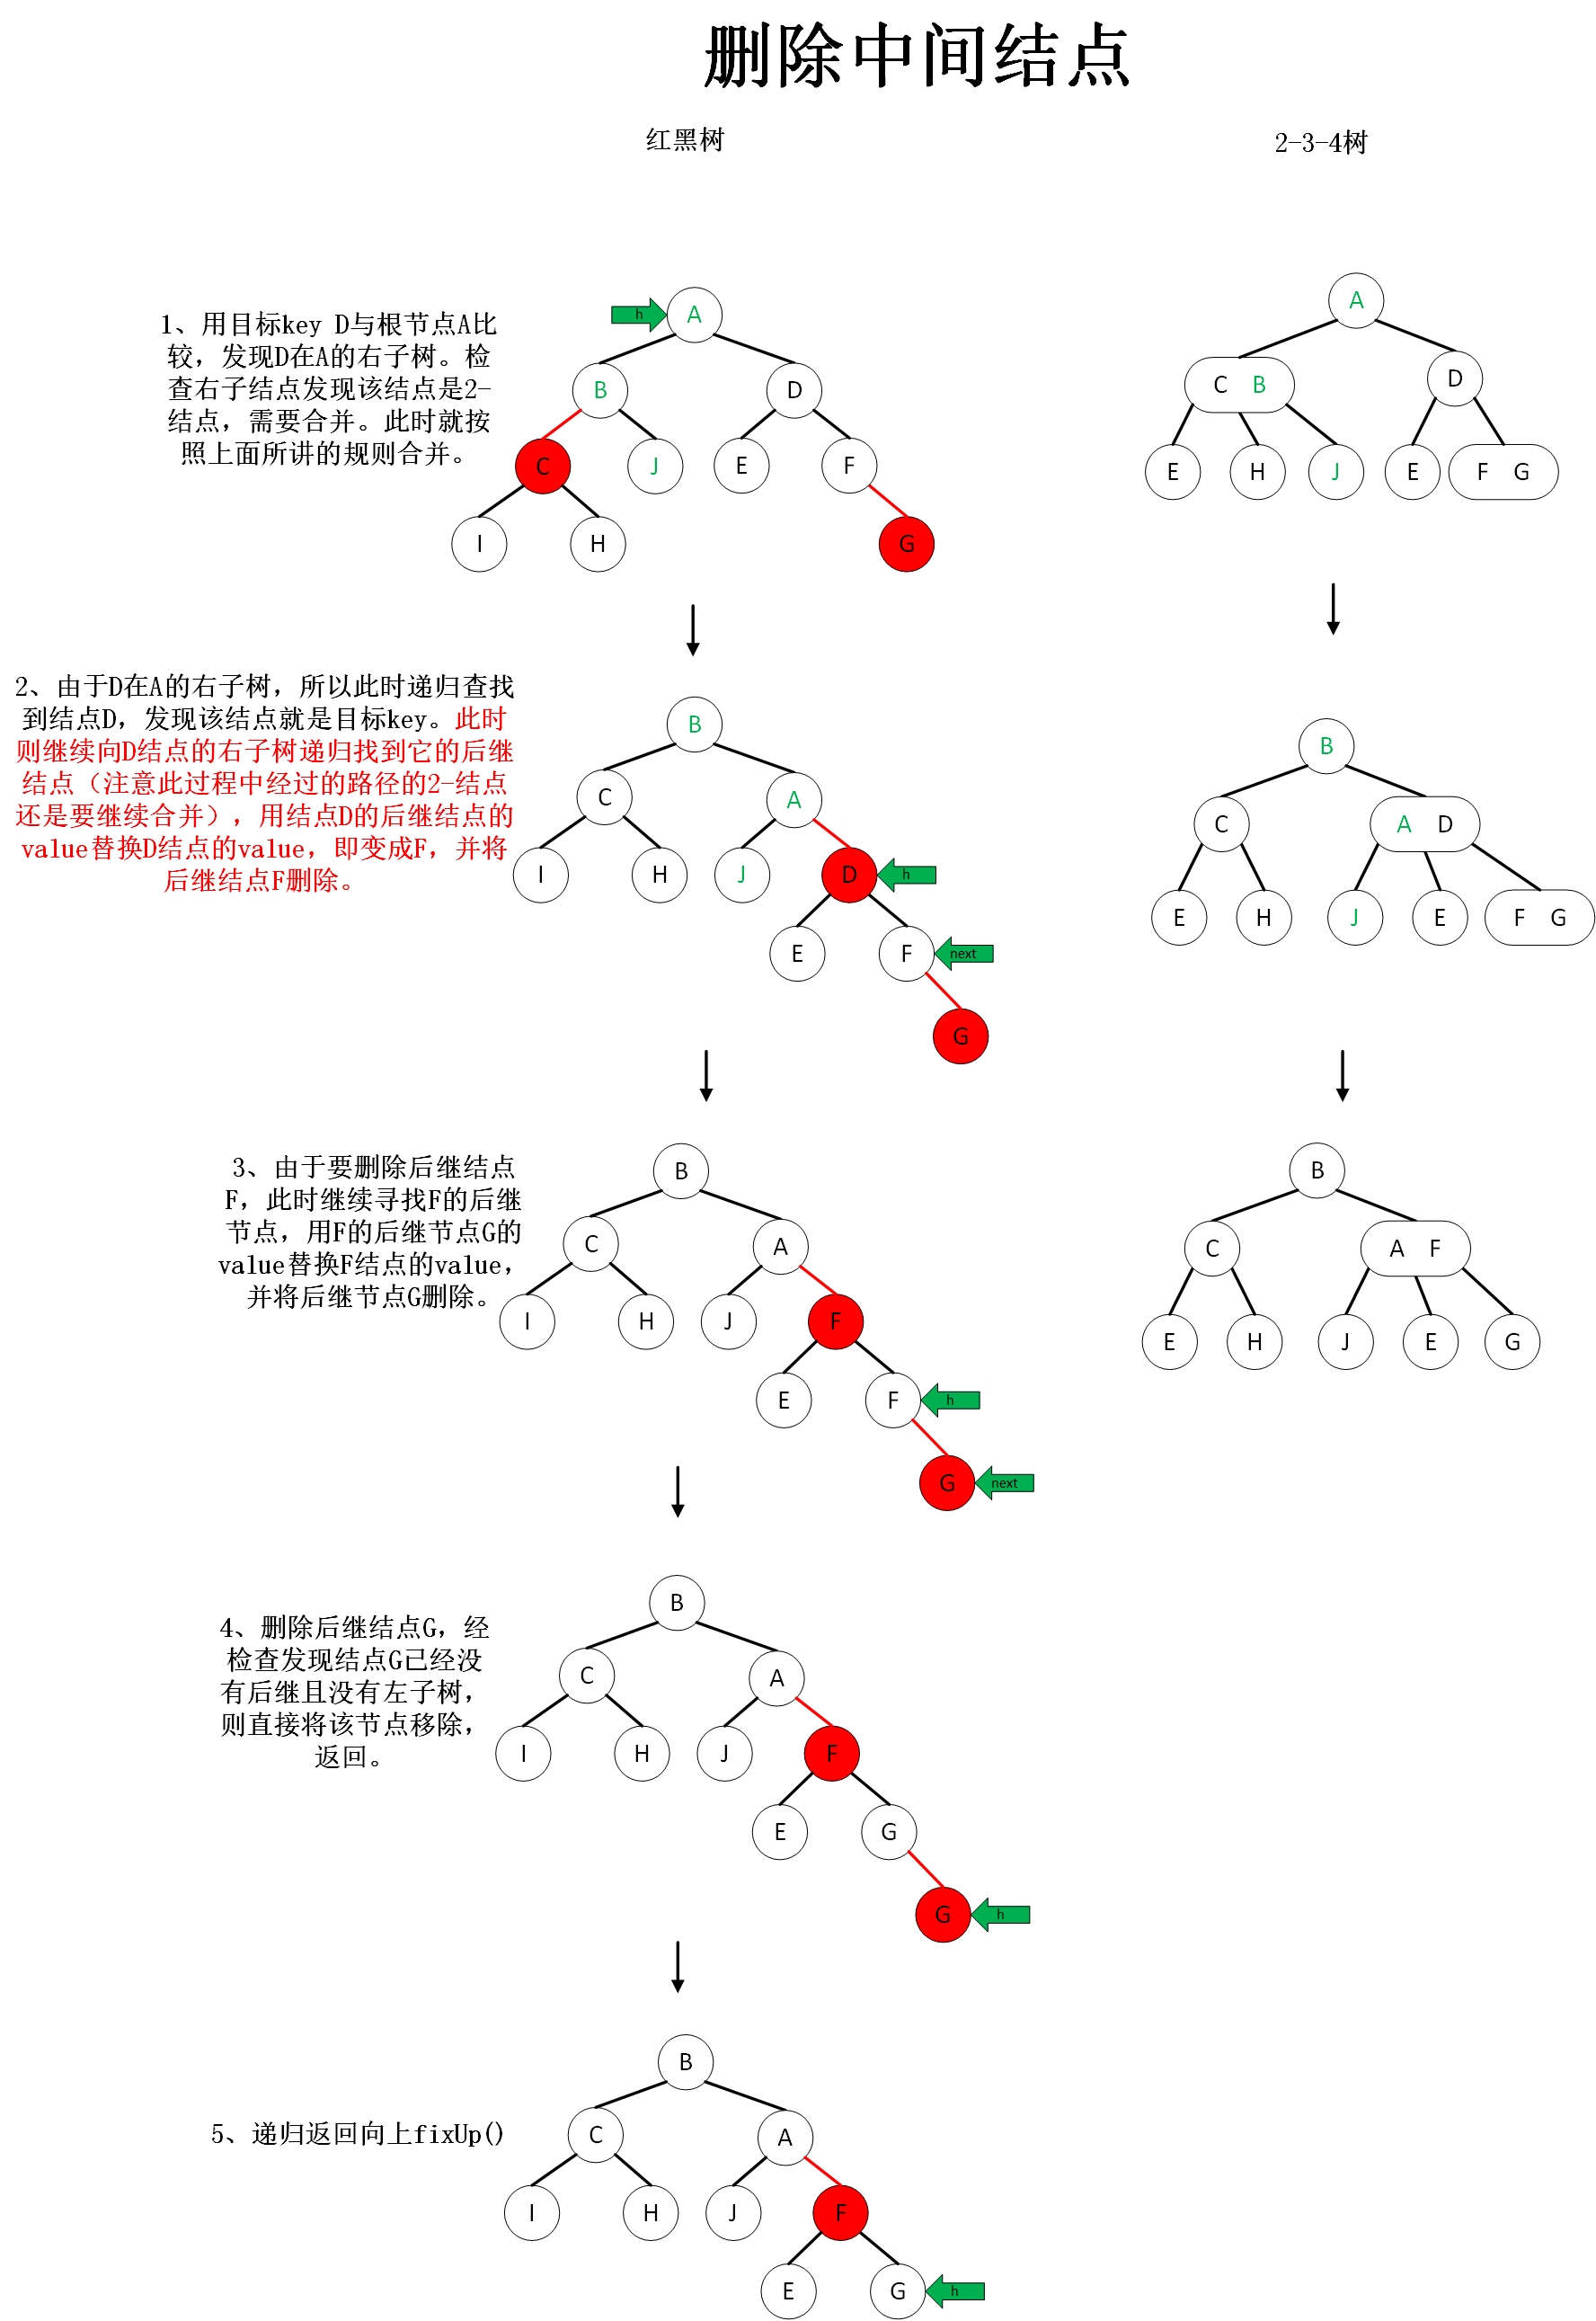 删除中间结点
红黑树
2-3-4树
1、用目标key D与根节点A比
较，发现D在A的右子树。检
查右子结点发现该结点是2-
结点，需要合并。此时就按
照上面所讲的规则合并。
h
A
B
D
C
J
E
F
I
H
G
A
C B
D
E
H
J
E
F G
2、由于D在A的右子树，所以此时递归查找
到结点D，发现该结点就是目标key。此时
则继续向D结点的右子树递归找到它的后继
结点（注意此过程中经过的路径的2-结点
还是要继续合并），用结点D的后继结点的
value替换D结点的value，即变成F，并将
后继结点F删除。
B
C
A
I
H
J
D
h
E
F
next
G
B
C
A D
E
H
J
E
F G
3、由于要删除后继结点
F，此时继续寻找F的后继
节点，用F的后继节点G的
value替换F结点的value，
并将后继节点G删除。
B
C
A
I
H
J
F
E
F
h
G
next
B
C
A F
E
H
J
E
G
4、删除后继结点G，经
检查发现结点G已经没
有后继且没有左子树，
则直接将该节点移除，
返回。
B
C
A
I
H
J
F
E
G
G
h
5、递归返回向上fixUp()
B
C
A
I
H
J
F
E
G
h